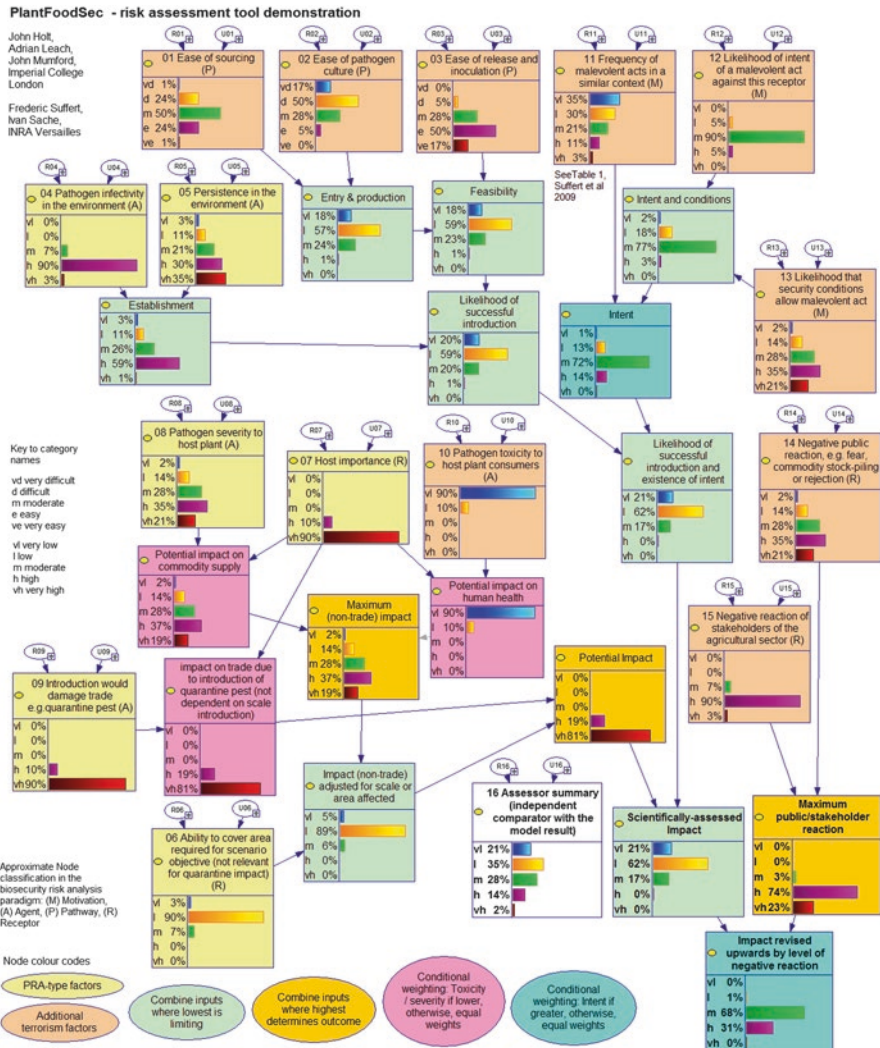 PlantFoodSec - risk assessment tool demonstration
John Holt,
Adrian Leach,
John Mumford,
Imperial College
London
Frederic Suffert,
Ivan Sache,
INRA Versailles
R01
U01
01 Ease of sourcing
(P)
vd 1%
d 24%
m 50%
e 24%
ve 1%
R02
U02
02 Ease of pathogen
culture (P)
vd 17%
d 50%
m 28%
e 5%
ve 0%
R03
U03
03 Ease of release and
inoculation (P)
vd 0%
d 5%
m 28%
e 50%
ve 17%
R11
U11
11 Frequency of
malevolent acts in a
similar context (M)
vl 35%
l 30%
m 21%
h 11%
vh 3%
SeeTable 1,
Suffert et al
2009
R12
U12
12 Likelihood of intent
of a malevolent act
against this receptor
(M)
vl 0%
l 5%
m 90%
h 5%
vh 0%
R04
U04
04 Pathogen infectivity
in the environment (A)
vl 0%
l 0%
m 7%
h 90%
vh 3%
R05
U05
05 Persistence in the
environment (A)
vl 3%
l 11%
m 21%
h 30%
vh 35%
Entry & production
vl 18%
l 57%
m 24%
h 1%
vh 0%
Feasibility
vl 18%
l 59%
m 23%
h 1%
vh 0%
Intent and conditions
vl 2%
l 18%
m 77%
h 3%
vh 0%
R13
U13
13 Likelihood that
security conditions
allow malevolent act
(M)
vl 2%
l 14%
m 28%
h 35%
vh 21%
Establishment
vl 3%
l 11%
m 26%
h 59%
vh 1%
Likelihood of
successful
introduction
vl 20%
l 59%
m 20%
h 1%
vh 0%
Intent
vl 1%
l 13%
m 72%
h 14%
vh 0%
Key to category
names
vd very difficult
d difficult
m moderate
e easy
ve very easy
vl very low
l low
m moderate
h high
vh very high
R08
U08
08 Pathogen severity to
host plant (A)
vl 2%
l 14%
m 28%
h 35%
vh 21%
R07
U07
07 Host importance (R)
vl 0%
l 0%
m 0%
h 10%
vh 90%
R10
U10
10 Pathogen toxicity to
host plant consumers
(A)
vl 90%
l 10%
m 0%
h 0%
vh 0%
Likelihood of
successful
introduction and
existence of intent
vl 21%
l 62%
m 17%
h 0%
vh 0%
R14
U14
14 Negative public
reaction, e.g. fear,
commodity stock-piling
or rejection (R)
vl 2%
l 14%
m 28%
h 35%
vh 21%
Potential impact on
commodity supply
vl 2%
l 14%
m 28%
h 37%
vh 19%
Maximum
(non-trade) impact
vl 2%
l 14%
m 28%
h 37%
vh 19%
Potential impact on
human health
vl 90%
l 10%
m 0%
h 0%
vh 0%
R15
U15
15 Negative reaction of
stakeholders of the
agricultural sector (R)
vl 0%
l 0%
m 7%
h 90%
vh 3%
R09
U09
09 Introduction would
damage trade
e.g.quarantine pest (A)
vl 0%
l 0%
m 0%
h 10%
vh 90%
impact on trade due
to introduction of
quarantine pest (not
dependent on scale
introduction)
vl 0%
l 0%
m 0%
h 19%
vh 81%
Potential Impact
vl 0%
l 0%
m 0%
h 19%
vh 81%
Impact (non-trade)
adjusted for scale or
area affected
vl 5%
l 89%
m 6%
h 0%
vh 0%
R16
U16
16 Assessor summary
(independent
comparator with the
model result)
vl 21%
l 35%
m 28%
h 14%
vh 2%
Scientifically-assessed
Impact
vl 21%
l 62%
m 17%
h 0%
vh 0%
Maximum
public/stakeholder
reaction
vl 0%
l 0%
m 3%
h 74%
vh 23%
R06
U06
06 Ability to cover area
required for scenario
objective (not relevant
for quarantine impact)
(R)
vl 3%
l 90%
m 7%
h 0%
vh 0%
Approximate Node
classification in the
biosecurity risk analysis
paradigm: (M) Motivation,
(A) Agent, (P) Pathway, (R)
Receptor
Impact revised
upwards by level of
negative reaction
vl 0%
l 1%
m 68%
h 31%
vh 0%
Node colour codes
PRA-type factors
Additional
terrorism factors
Combine inputs
where lowest is
limiting
Combine inputs
where highest
determines outcome
Conditional
weighting: Toxicity
/ severity if lower,
otherwise, equal
weights
Conditional
weighting: Intent if
greater, otherwise,
equal weights